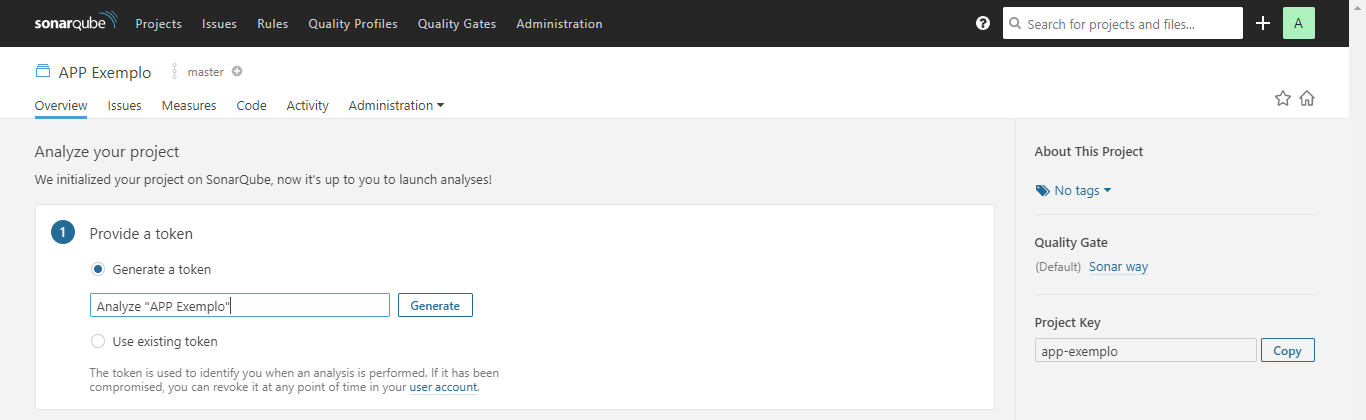 sonarqube Projects Issues Rules Quality Profiles Quality Gates Administration ? Search for projects and files... + A
APP Exemplo master
Overview Issues Measures Code Activity Administration
Analyze your project
We initialized your project on SonarQube, now it's up to you to launch analyses!
1 Provide a token
Generate a token
Analyze "APP Exemplo" Generate
Use existing token
The token is used to identify you when an analysis is performed. If it has been
compromised, you can revoke it at any point of time in your user account.
About This Project
No tags
Quality Gate
(Default) Sonar way
Project Key
app-exemplo Copy